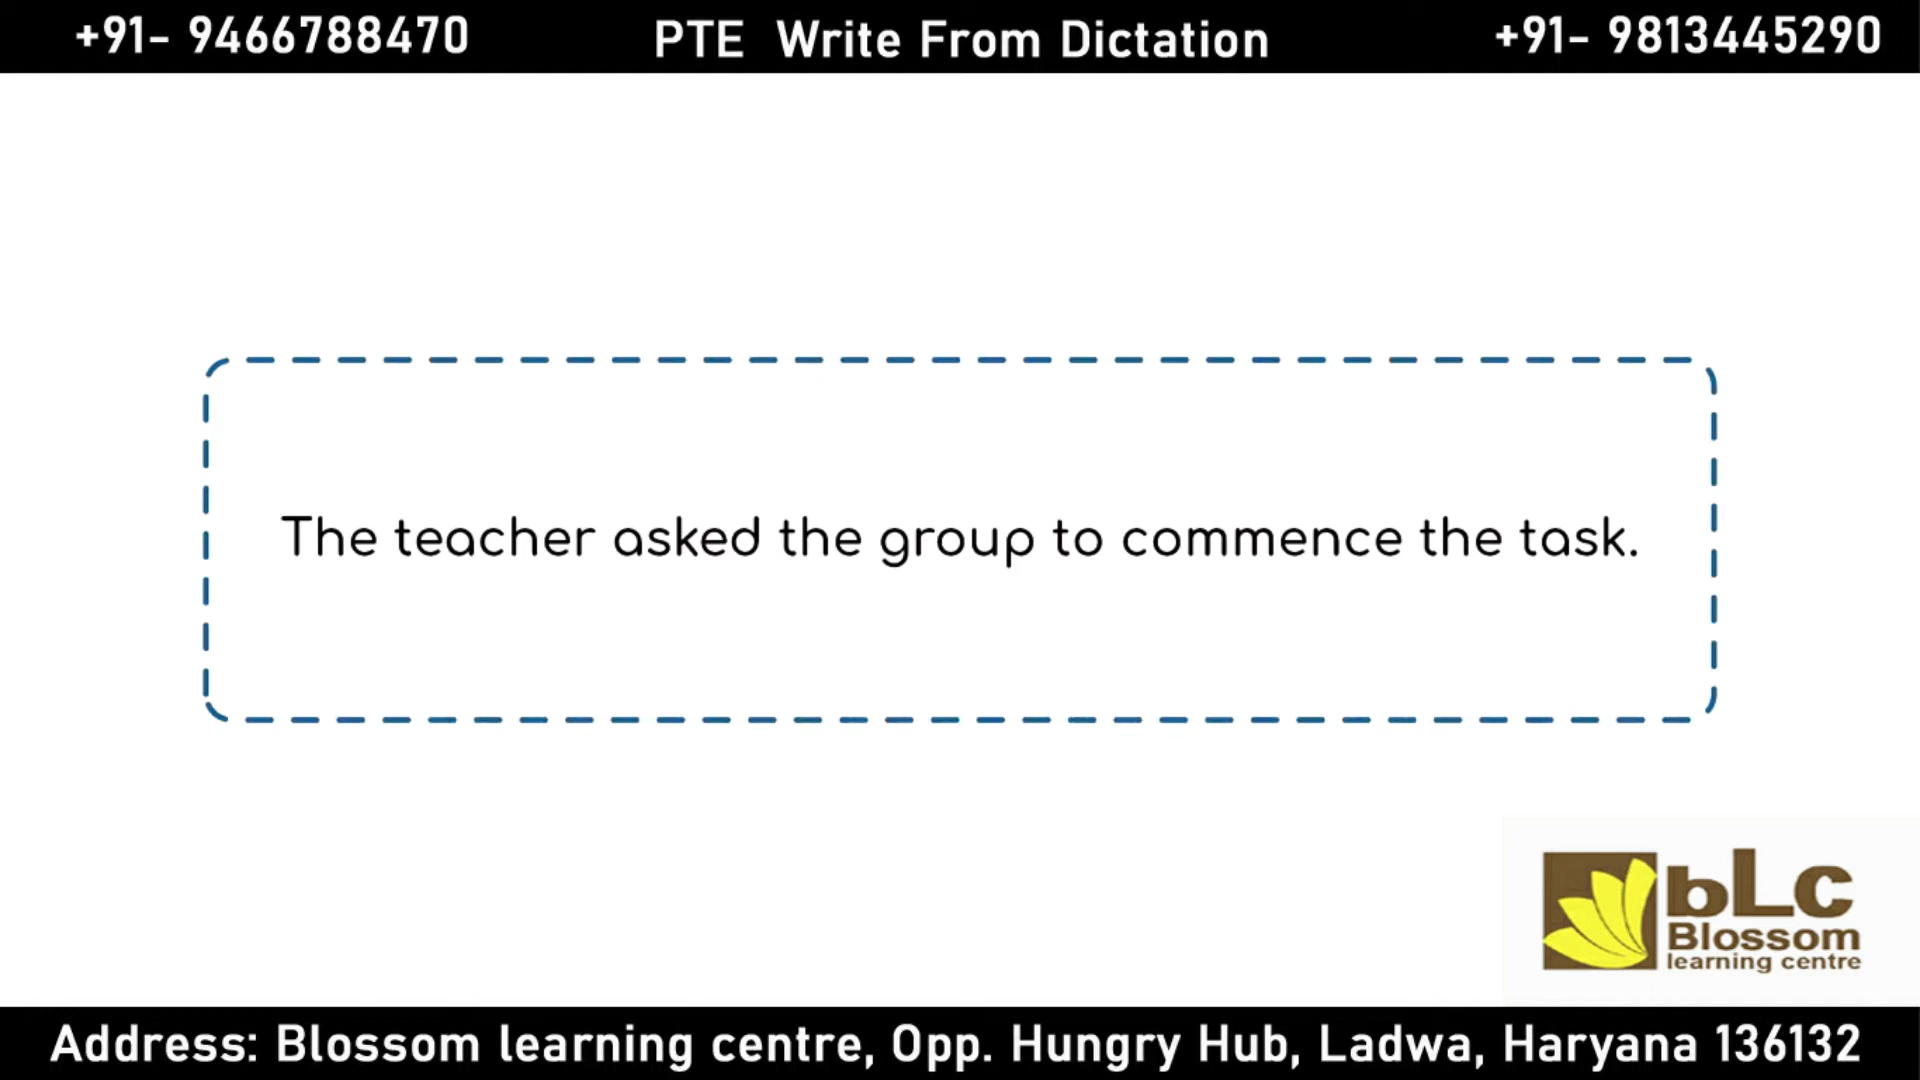 +91- 9466788470 PTE Write From Dictation +91- 9813445290
The teacher asked the group to commence the task.
bLc
Blossom
learning centre
Address: Blossom learning centre, Opp. Hungry Hub, Ladwa, Haryana 136132